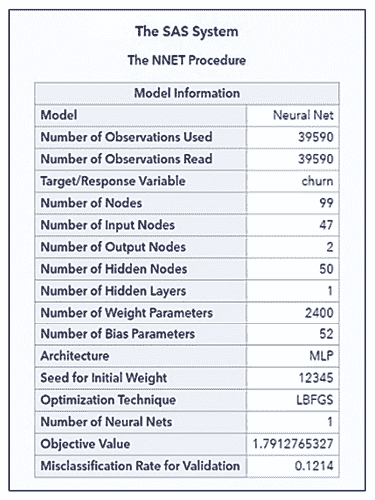 The SAS System
The NNET Procedure
Model Information
Model Neural Net
Number of Observations Used 39590
Number of Observations Read 39590
Target/Response Variable churn
Number of Nodes 99
Number of Input Nodes 47
Number of Output Nodes 2
Number of Hidden Nodes 50
Number of Hidden Layers 1
Number of Weight Parameters 2400
Number of Bias Parameters 52
Architecture MLP
Seed for Initial Weight 12345
Optimization Technique LBFGS
Number of Neural Nets 1
Objective Value 1.7912765327
Misclassification Rate for Validation 0.1214